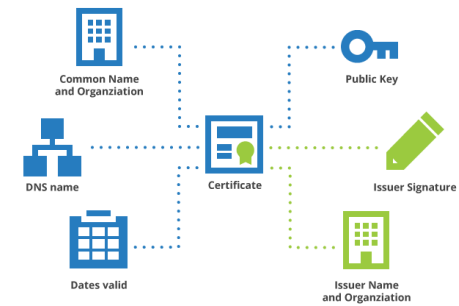 Common Name
and Organziation
Public Key
DNS name
Certificate
Issuer Signature
Dates valid
Issuer Name
and Organziation